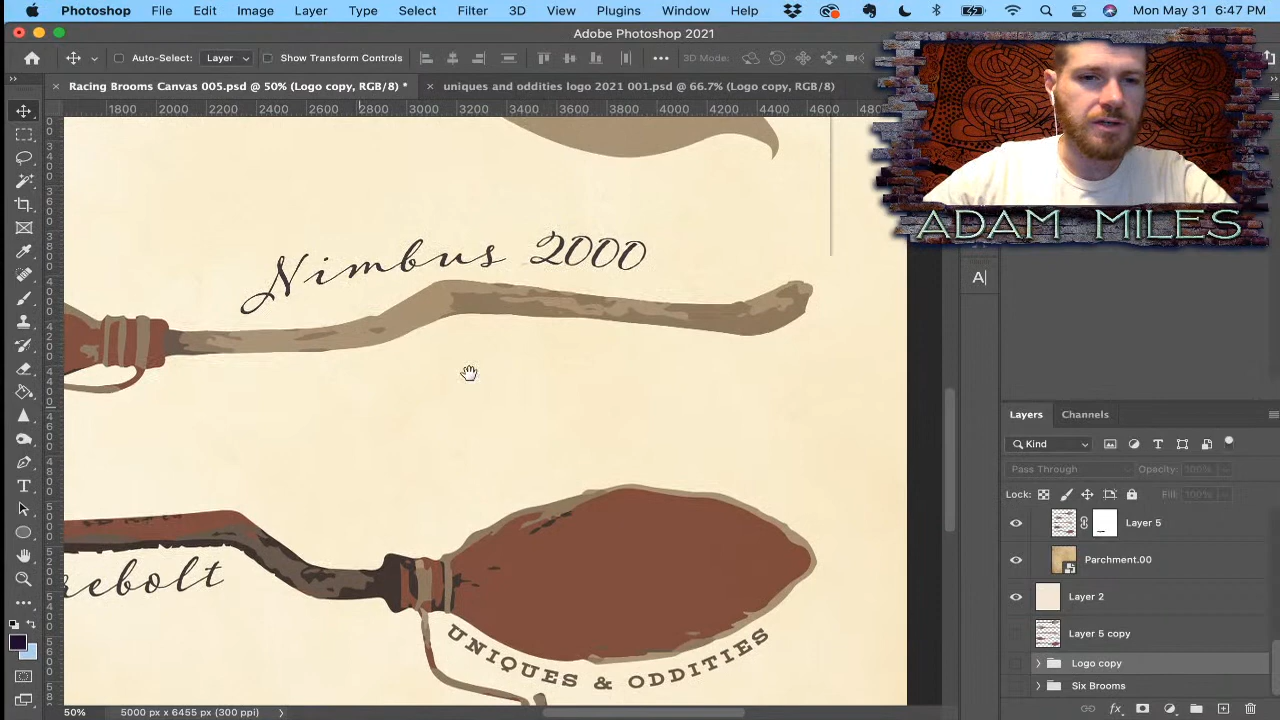 Photoshop File Edit Image Layer Type Select Filter 3D View Plugins Window Help Mon May 31 6:47 PM
Adobe Photoshop 2021
Auto-Select: Layer Show Transform Controls 3D Mode:
Racing Brooms Canvas 005.psd @ 50% (Logo copy, RGB/8) * uniques and oddities logo 2021 001.psd @ 66.7% (Logo copy, RGB/8)
1800 2000 2200 2400 2600 2800 3000 3200 3400 3600 3800 4000 4200 4400 4600
ADAM MILES
Nimbus 2000
A|
Layers Channels
Kind
Pass Through Opacity: 100%
Lock: Fill: 100%
Layer 5
Parchment.00
Layer 2
Layer 5 copy
Logo copy
Six Brooms
rebolt
UNIQUES & ODDITIES
50% 5000 px x 6455 px (300 ppi)